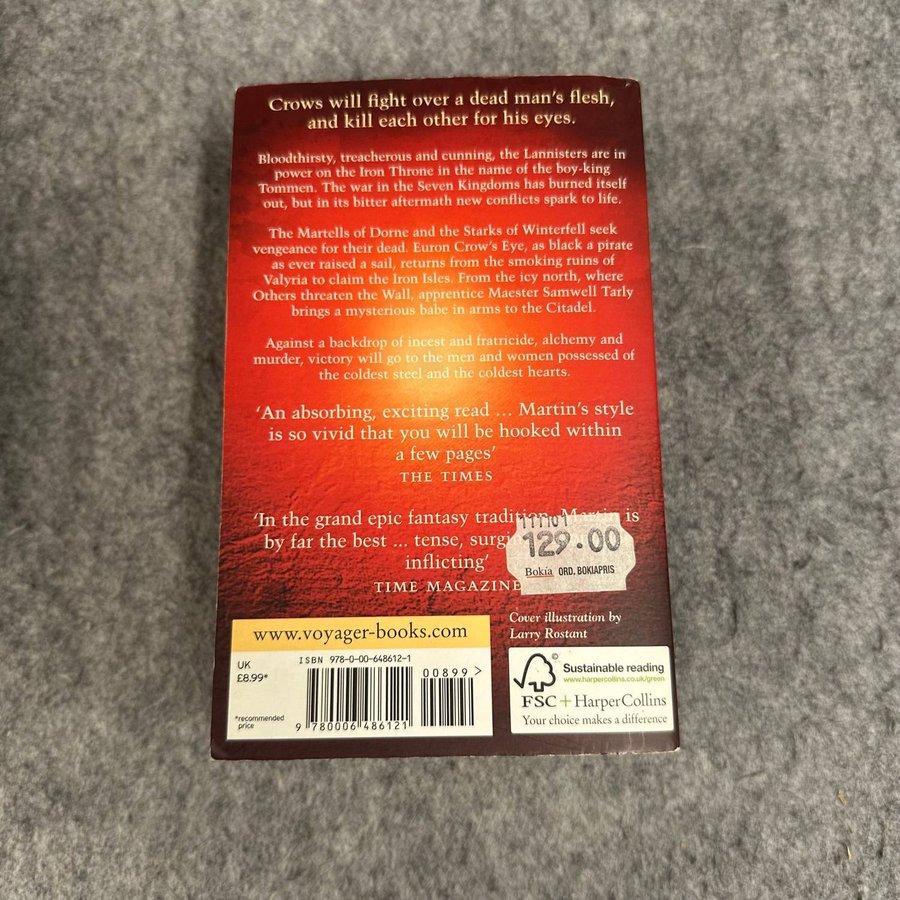 Crows will fight over a dead man's flesh,
and kill each other for his eyes.
Bloodthirsty, treacherous and cunning, the Lannisters are in
power on the Iron Throne in the name of the boy-king
Tommen. The war in the Seven Kingdoms has burned itself
out, but in its bitter aftermath new conflicts spark to life.
The Martells of Dorne and the Starks of Winterfell seek
vengeance for their dead. Euron Crow's Eye, as black a pirate
as ever raised a sail, returns from the smoking ruins of
Valyria to claim the Iron Isles. From the icy north, where
Others threaten the Wall, apprentice Maester Samwell Tarly
brings a mysterious babe in arms to the Citadel.
Against a backdrop of incest and fratricide, alchemy and
murder, victory will go to the men and women possessed of
the coldest steel and the coldest hearts.
'An absorbing, exciting read ... Martin's style
is so vivid that you will be hooked within
a few pages'
THE TIMES
'In the grand epic fantasy tradition, Martin is
by far the best ... tense,
inflicting'
TIME MAGAZINE
111101
129.00
Bokía ORD. BOKIAPRIS
www.voyager-books.com
Cover illustration by
Larry Rostant
UK
£8.99*
*recommended
price
ISBN 978-0-00-648612-1
00899 >
9 780006 486121
©
Sustainable reading
www.harpercollins.co.uk/green
FSC + HarperCollins
Your choice makes a difference